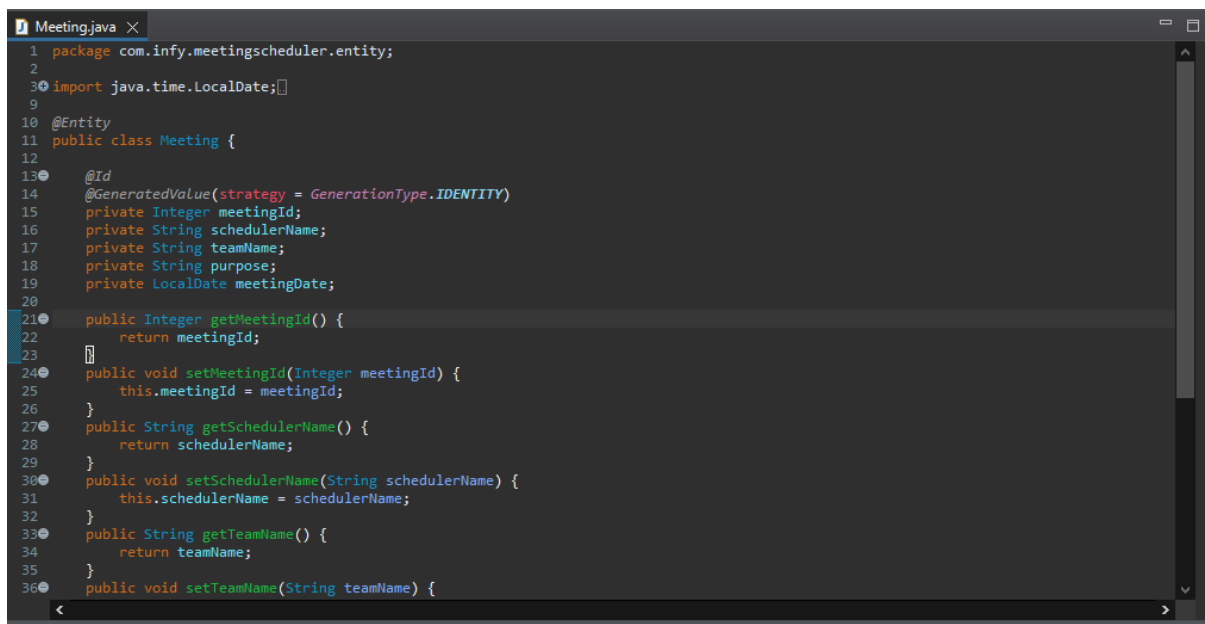 Meeting.java
1 package com.infy.meetingscheduler.entity;
2
3 import java.time.LocalDate;
9
10 @Entity
11 public class Meeting {
12
13 @Id
14 @GeneratedValue(strategy = GenerationType.IDENTITY)
15 private Integer meetingId;
16 private String schedulerName;
17 private String teamName;
18 private String purpose;
19 private LocalDate meetingDate;
20
21 public Integer getMeetingId() {
22 return meetingId;
23 }
24 public void setMeetingId(Integer meetingId) {
25 this.meetingId = meetingId;
26 }
27 public String getSchedulerName() {
28 return schedulerName;
29 }
30 public void setSchedulerName(String schedulerName) {
31 this.schedulerName = schedulerName;
32 }
33 public String getTeamName() {
34 return teamName;
35 }
36 public void setTeamName(String teamName) {